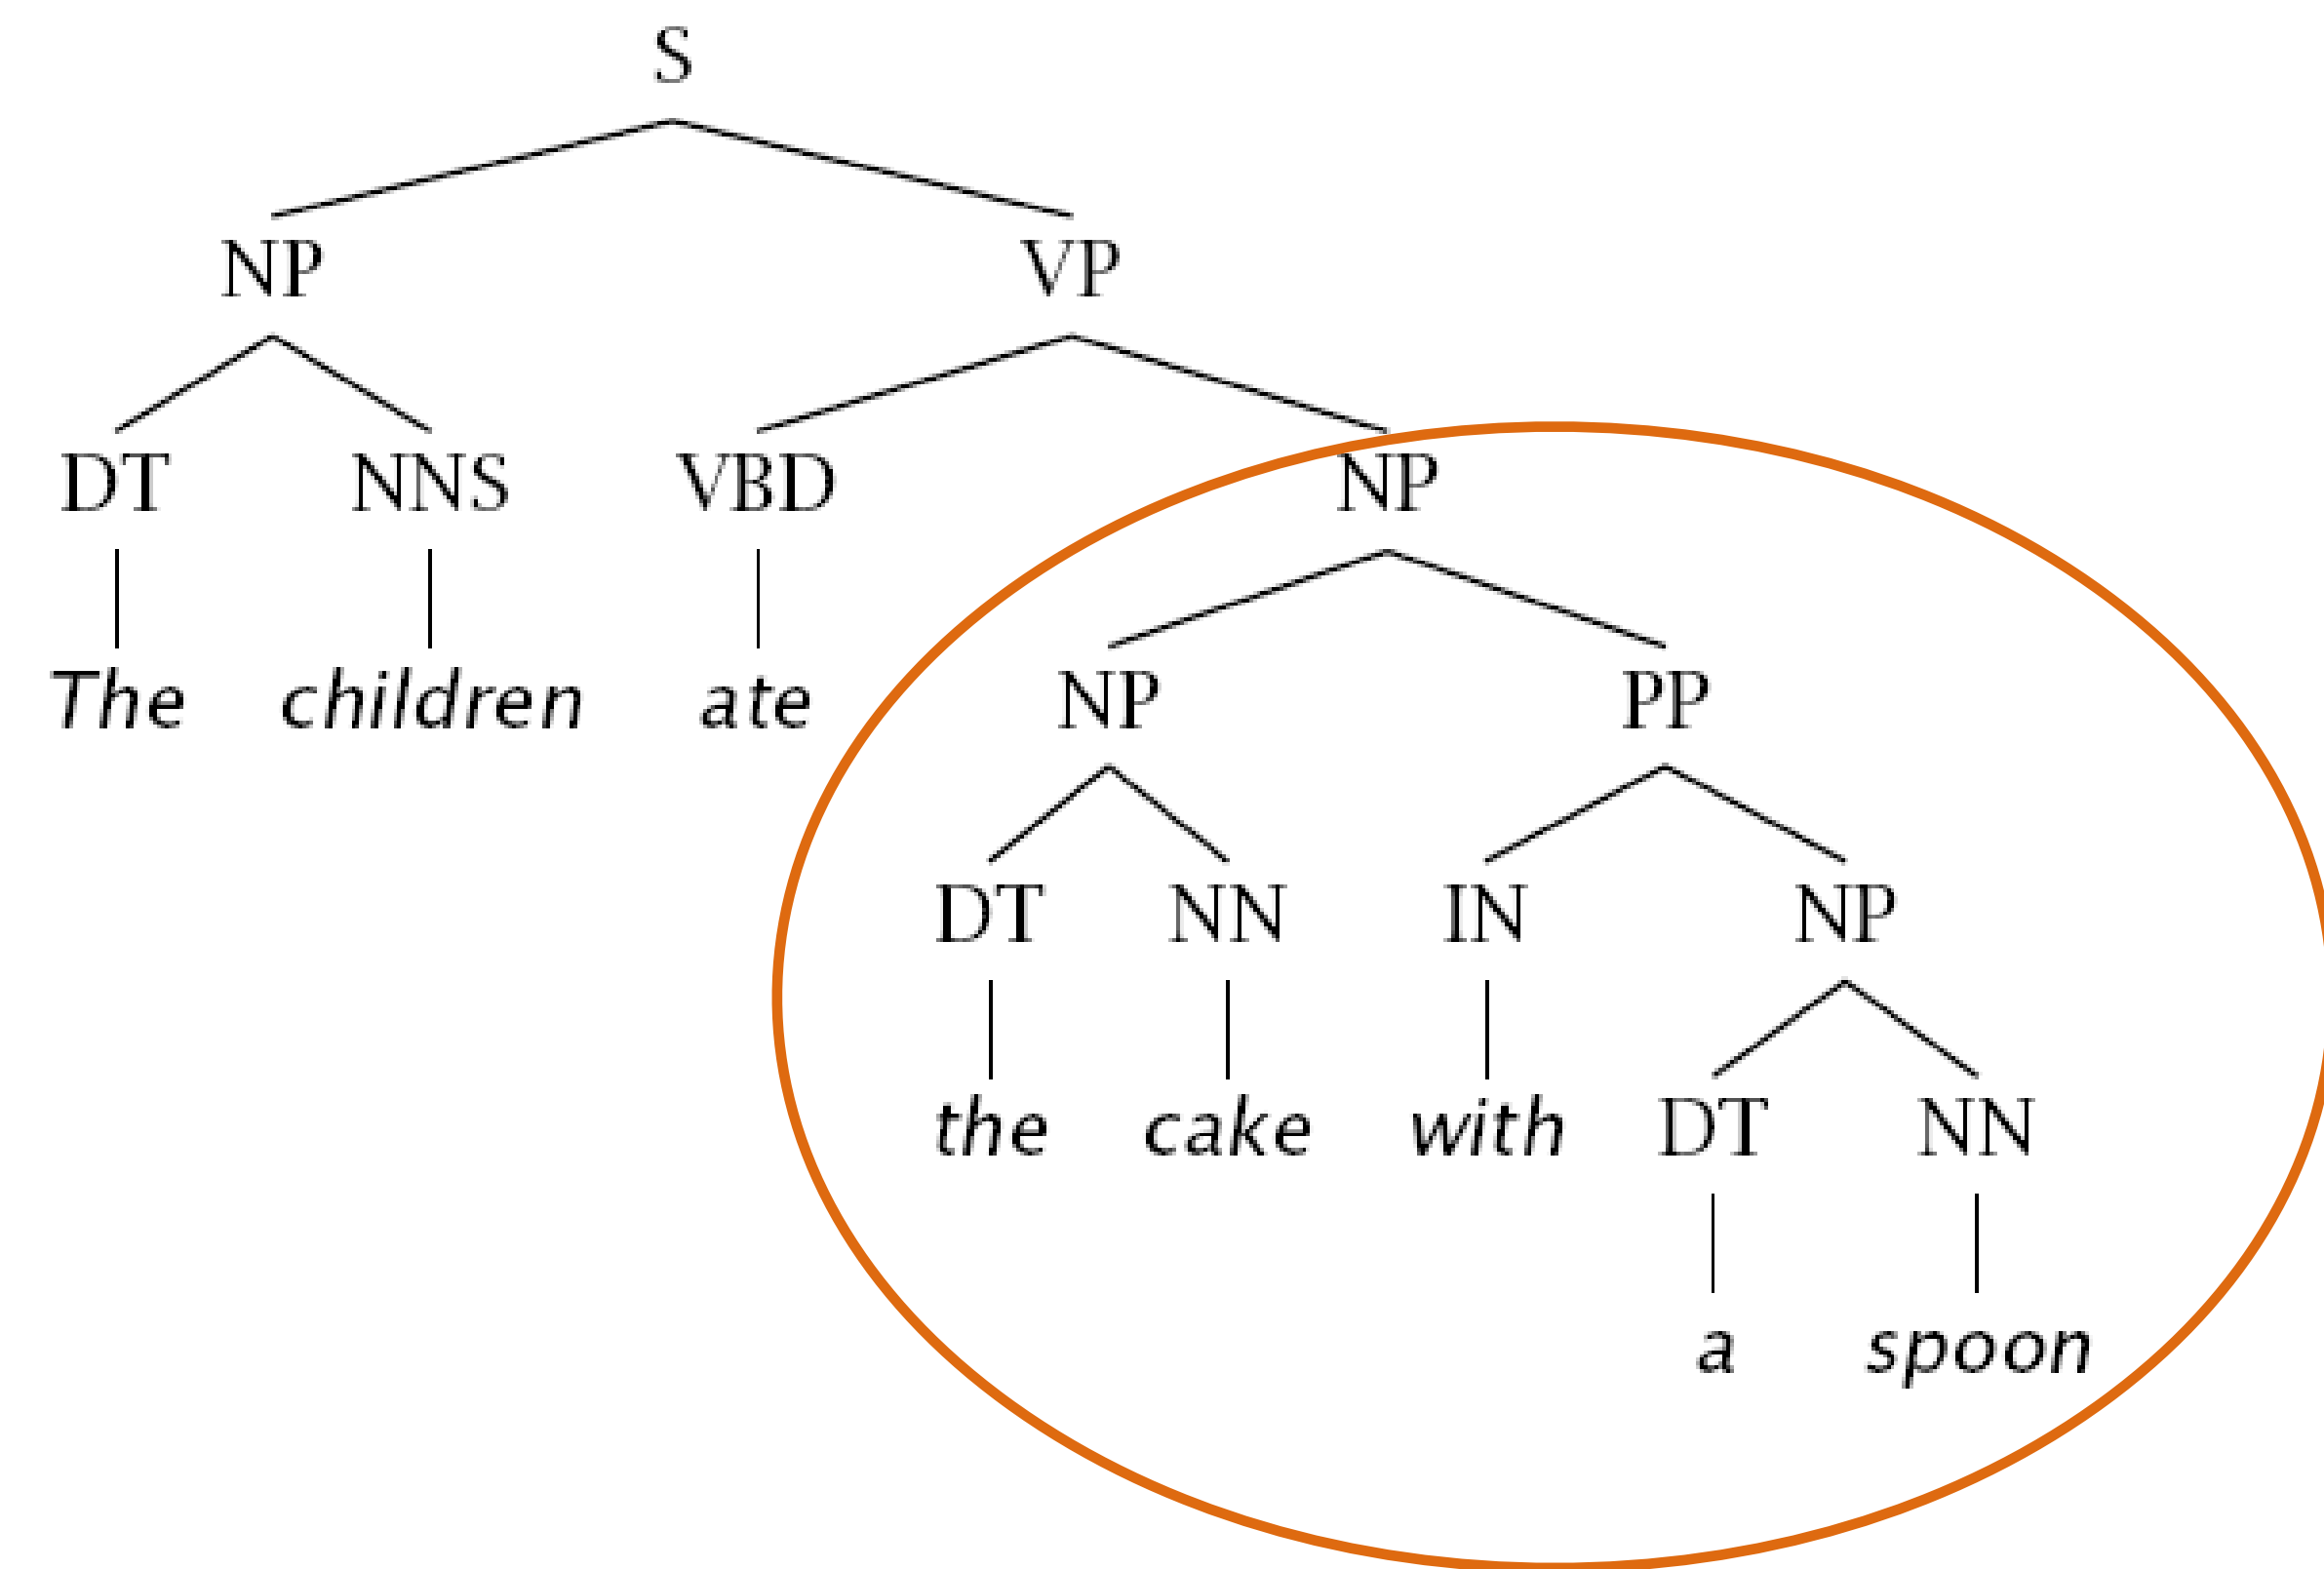 S
NP VP
DT NNS VBD NP
The children ate NP PP
DT NN IN NP
the cake with DT NN
a spoon